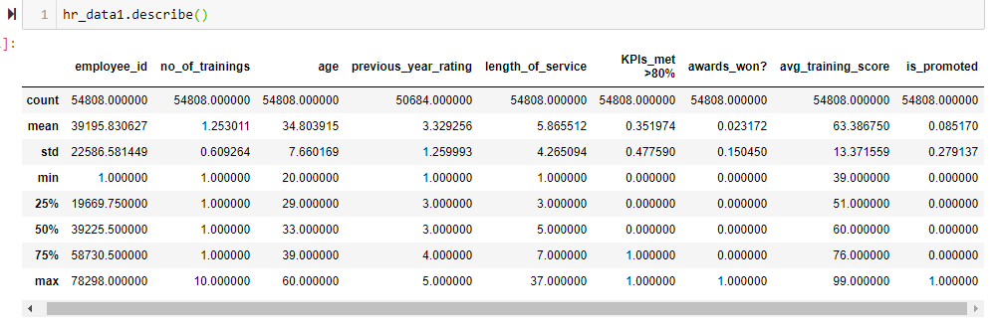 1 hr_data1.describe()
]:
employee_id no_of_trainings age previous_year_rating length_of_service KPIs_met >80% awards_won? avg_training_score is_promoted
count 54808.000000 54808.000000 54808.000000 50684.000000 54808.000000 54808.000000 54808.000000 54808.000000 54808.000000
mean 39195.830627 1.253011 34.803915 3.329256 5.865512 0.351974 0.023172 63.386750 0.085170
std 22586.581449 0.609264 7.660169 1.259993 4.265094 0.477590 0.150450 13.371559 0.279137
min 1.000000 1.000000 20.000000 1.000000 1.000000 0.000000 0.000000 39.000000 0.000000
25% 19669.750000 1.000000 29.000000 3.000000 3.000000 0.000000 0.000000 51.000000 0.000000
50% 39225.500000 1.000000 33.000000 3.000000 5.000000 0.000000 0.000000 60.000000 0.000000
75% 58730.500000 1.000000 39.000000 4.000000 7.000000 1.000000 0.000000 76.000000 0.000000
max 78298.000000 10.000000 60.000000 5.000000 37.000000 1.000000 1.000000 99.000000 1.000000